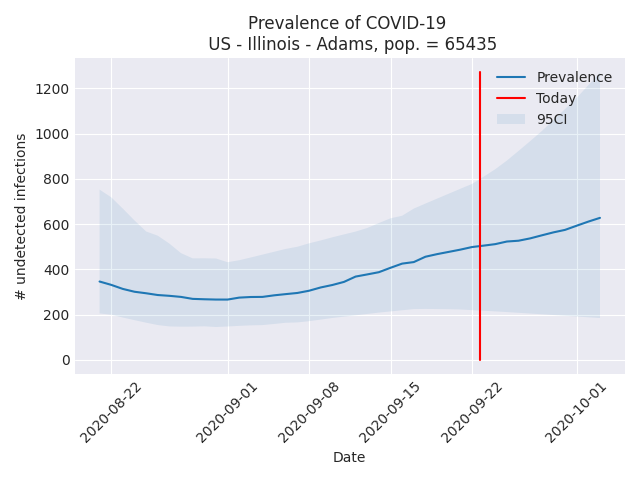 Prevalence of COVID-19
US - Illinois - Adams, pop. = 65435
Prevalence
Today
95CI
# undetected infections
1200
1000
800
600
400
200
0
2020-08-22
2020-09-01
2020-09-08
2020-09-15
2020-09-22
2020-10-01
Date